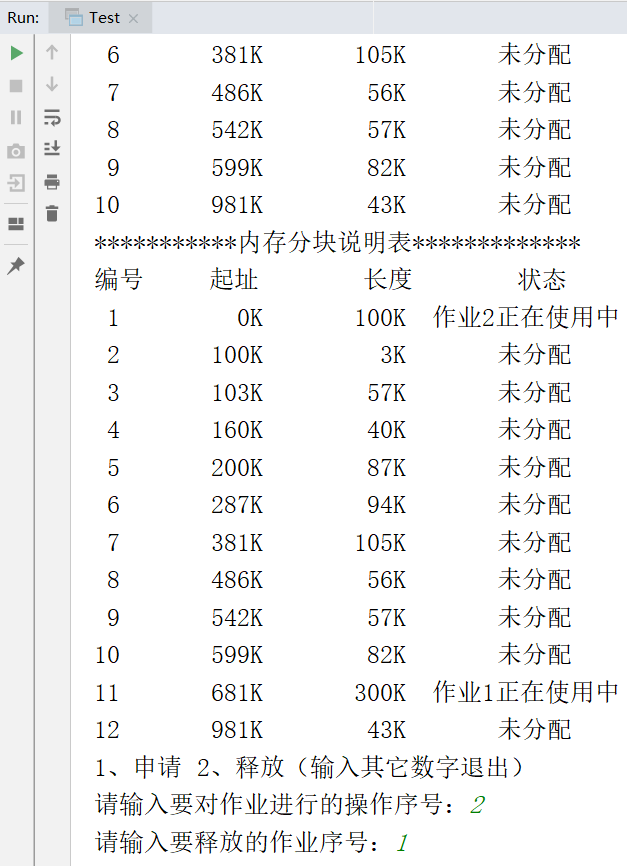 Run: Test ×
6 381K 105K 未分配
7 486K 56K 未分配
8 542K 57K 未分配
9 599K 82K 未分配
10 981K 43K 未分配
***********内存分块说明表*************
编号 起址 长度 状态
1 0K 100K 作业2正在使用中
2 100K 3K 未分配
3 103K 57K 未分配
4 160K 40K 未分配
5 200K 87K 未分配
6 287K 94K 未分配
7 381K 105K 未分配
8 486K 56K 未分配
9 542K 57K 未分配
10 599K 82K 未分配
11 681K 300K 作业1正在使用中
12 981K 43K 未分配
1、申请 2、释放（输入其它数字退出）
请输入要对作业进行的操作序号：2
请输入要释放的作业序号：1